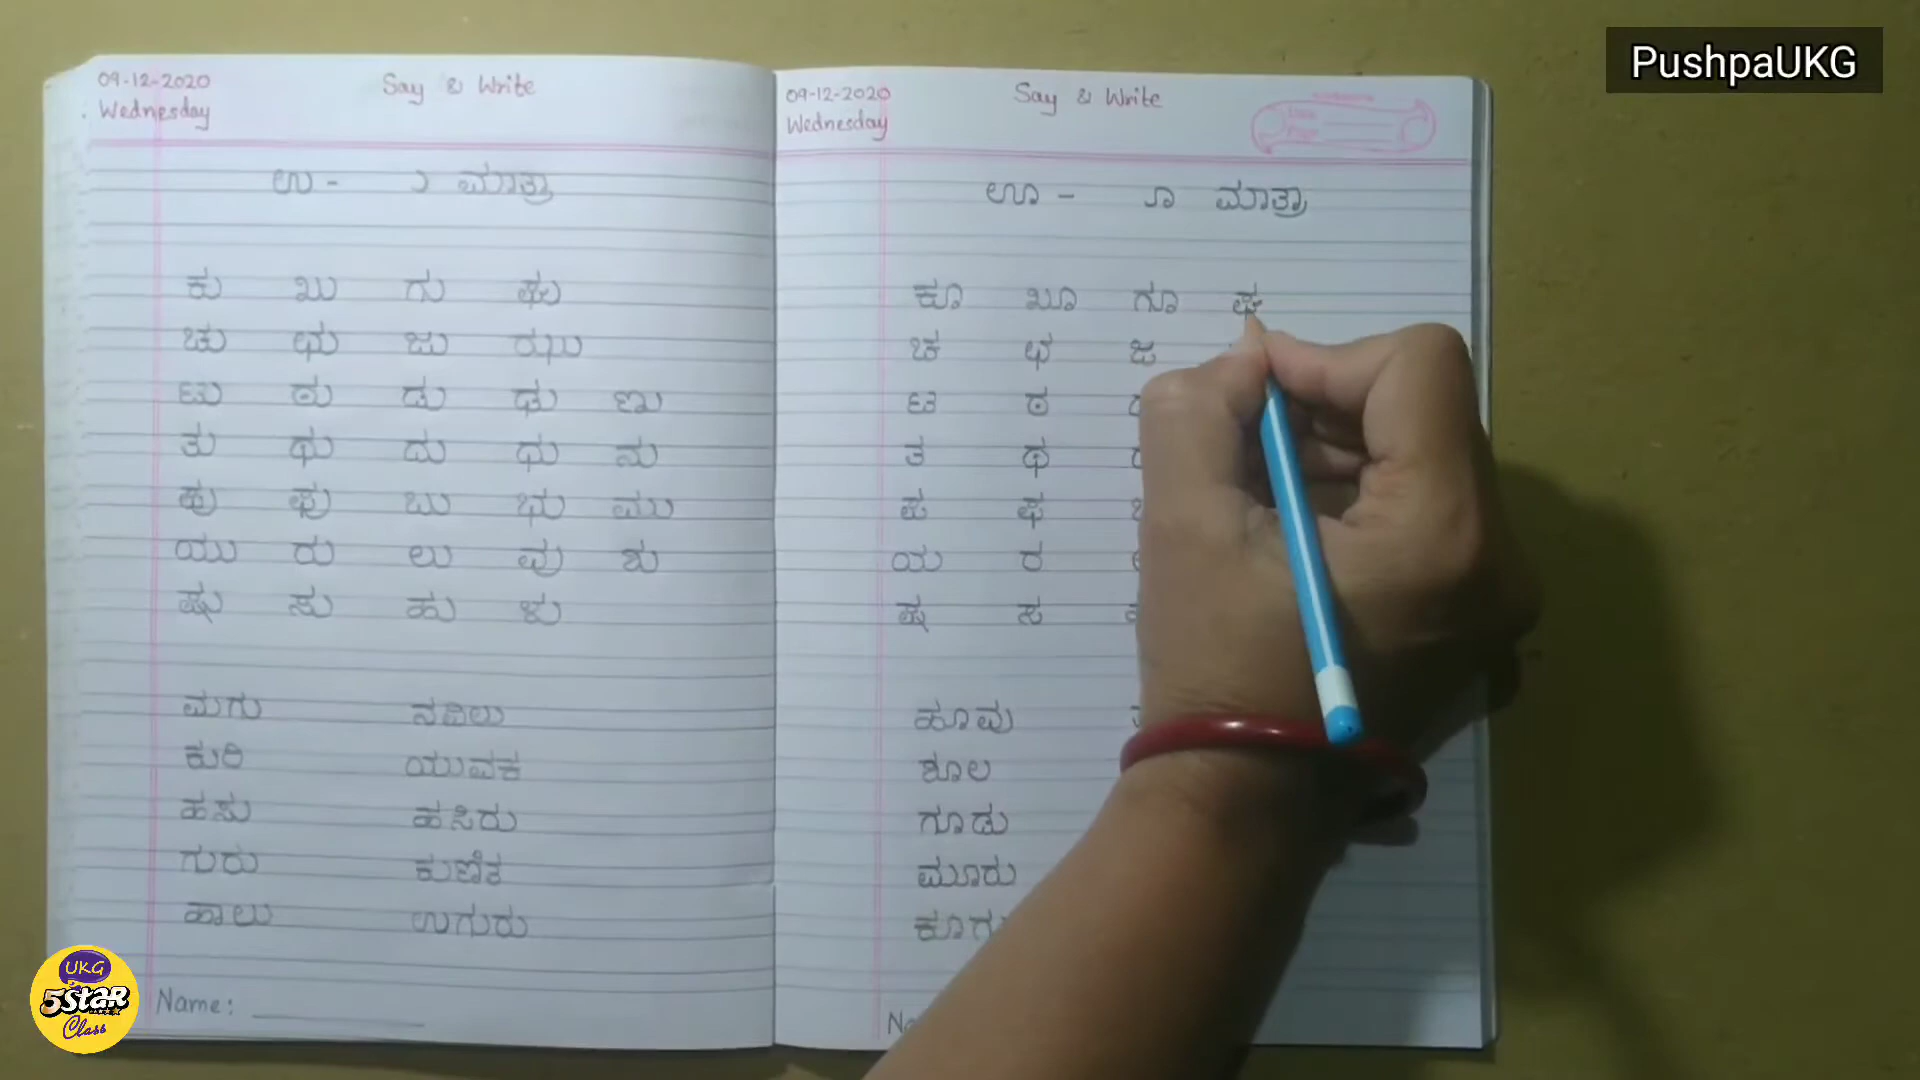 PushpaUKG
09-12-2020 Say & Write
Wednesday
ಉ - ು ಮಾತ್ರಾ
ಕು ಖು ಗು ಘು
ಚು ಛು ಜು ಝು
ಟು ಠು ಡು ಢು ಣು
ತು ಥು ದು ಧು ನು
ಪು ಫು ಬು ಭು ಮು
ಯು ರು ಲು ವು ಶು
ಷು ಸು ಹು ಳು
ಮಗು ನವಿಲು
ಕುರಿ ಯುವಕ
ಹಸು ಹಸಿರು
ಗುರು ಕುಣಿತ
ಹಾಲು ಉಗುರು
Name:
09-12-2020 Say & Write
Wednesday
ಊ - ೂ ಮಾತ್ರಾ
ಕೂ ಖೂ ಗೂ ಘ
ಚ ಛ ಜ
ಟ ಠ
ತ ಥ
ಪ ಫ
ಯ ರ
ಷ ಸ
ಹೂವು
ಶೂಲ
ಗೂಡು
ಮೂರು
UKG
5Star
Class